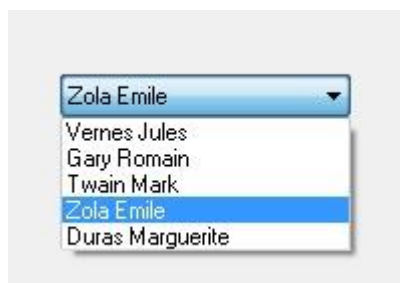 Zola Emile
Vernes Jules
Gary Romain
Twain Mark
Zola Emile
Duras Marguerite